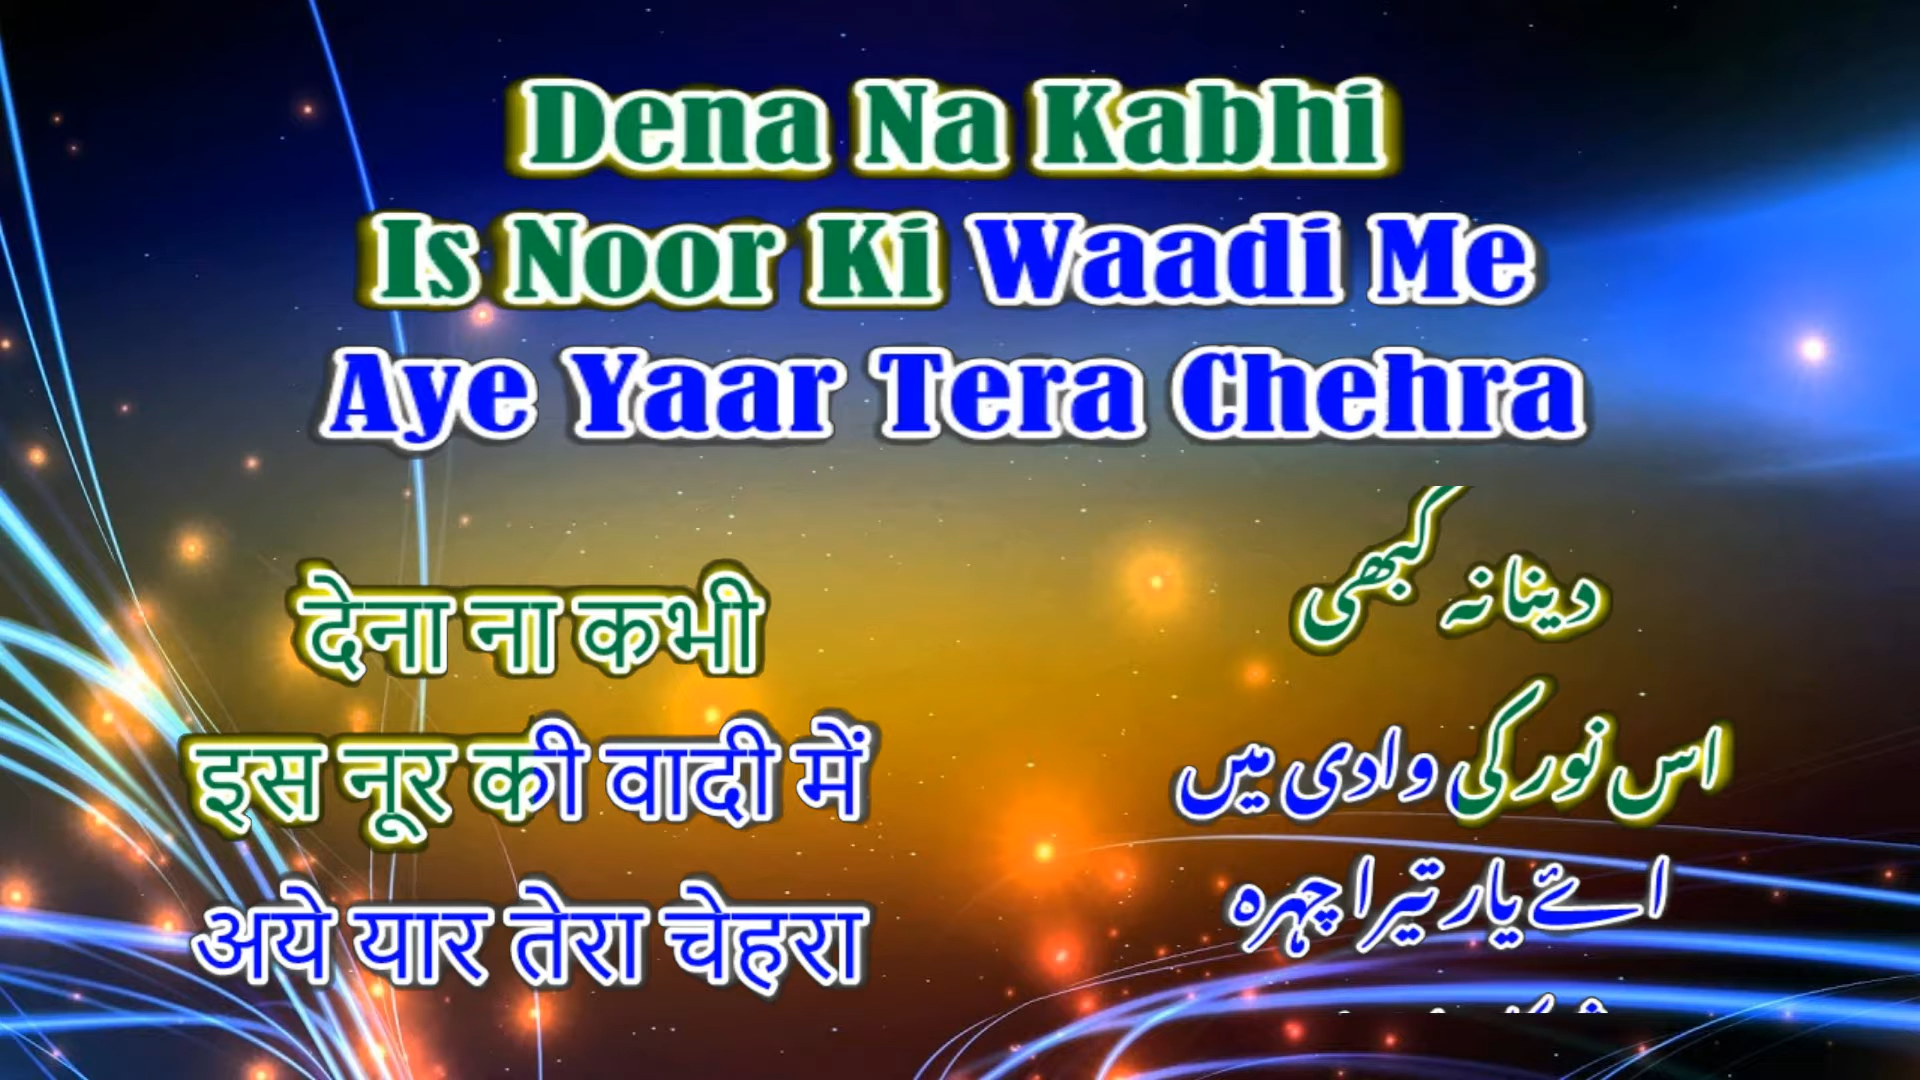 Dena Na Kabhi
Is Noor Ki Waadi Me
Aye Yaar Tera Chehra
देना ना कभी
इस नूर की वादी में
अये यार तेरा चेहरा
دینا نہ کبھی
اس نور کی وادی میں
اے یار تیرا چہرہ